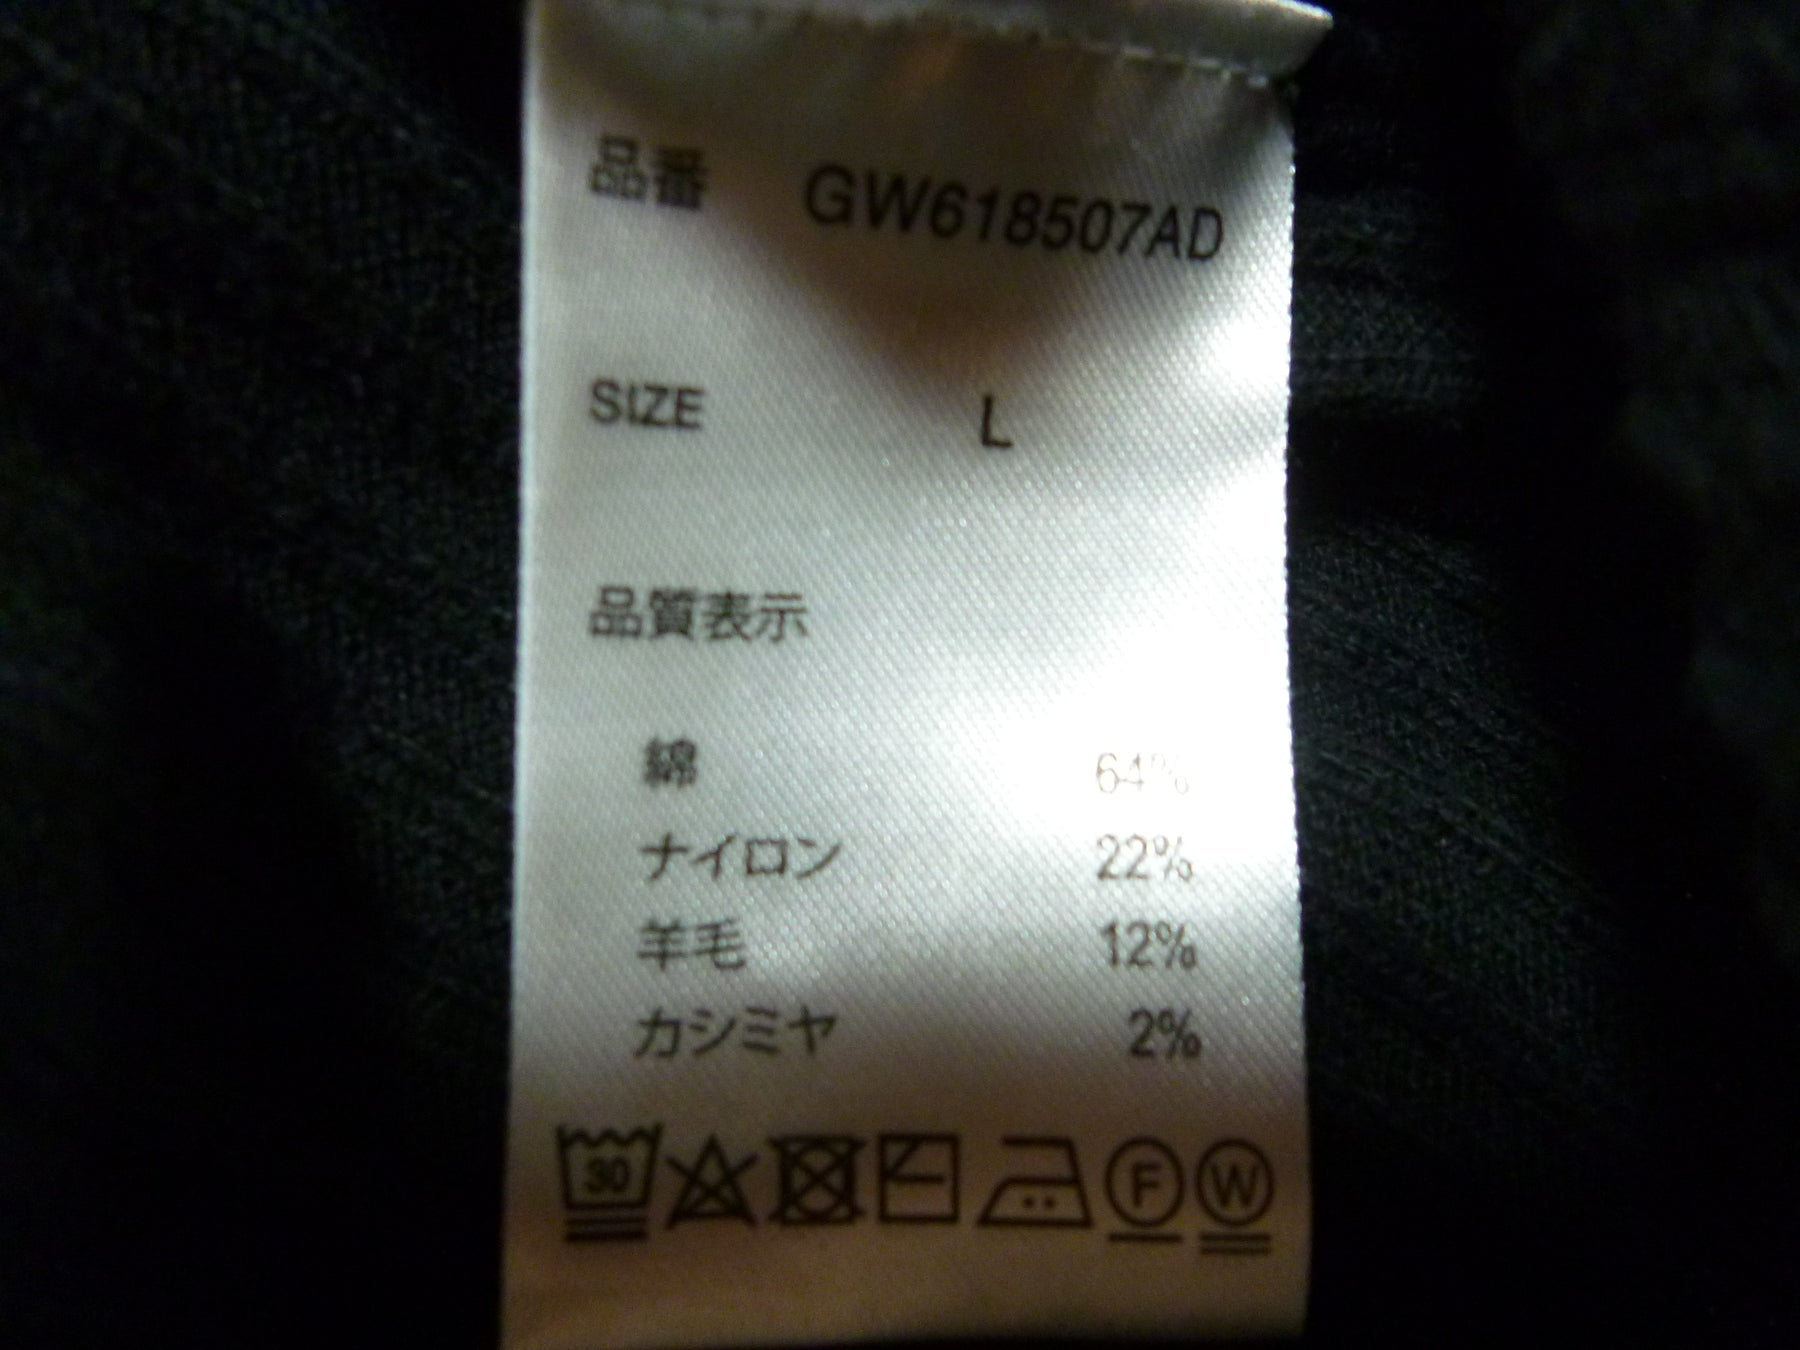 品番 GW618507AD
SIZE L
品質表示
綿 64%
ナイロン 22%
羊毛 12%
カシミヤ 2%
30 F W